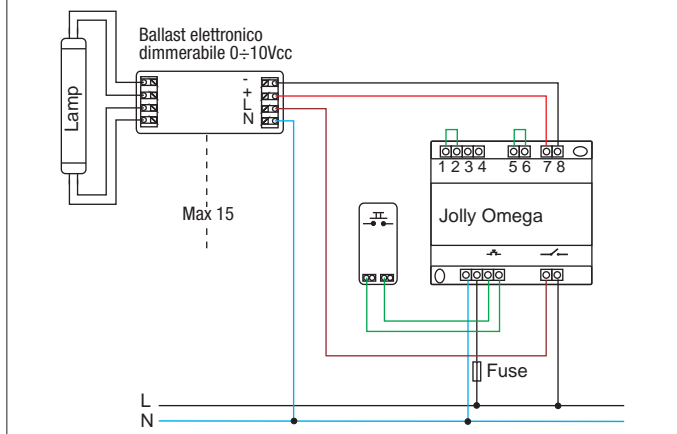 Ballast elettronico
dimmerabile 0÷10Vcc
Lamp
-
+
L
N
Max 15
1 2 3 4 5 6 7 8
Jolly Omega
Fuse
L
N